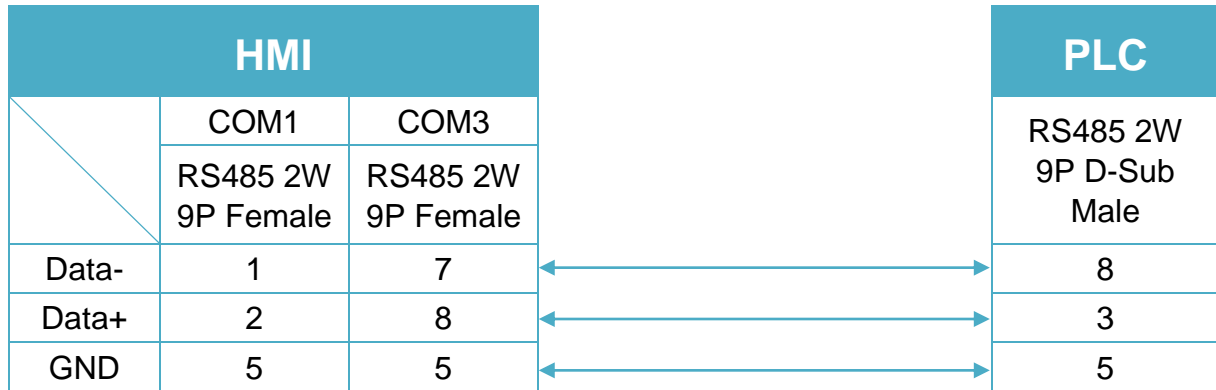 HMI PLC
COM1 COM3
RS485 2W RS485 2W RS485 2W
9P Female 9P Female 9P D-Sub
Male
Data- 1 7 8
Data+ 2 8 3
GND 5 5 5